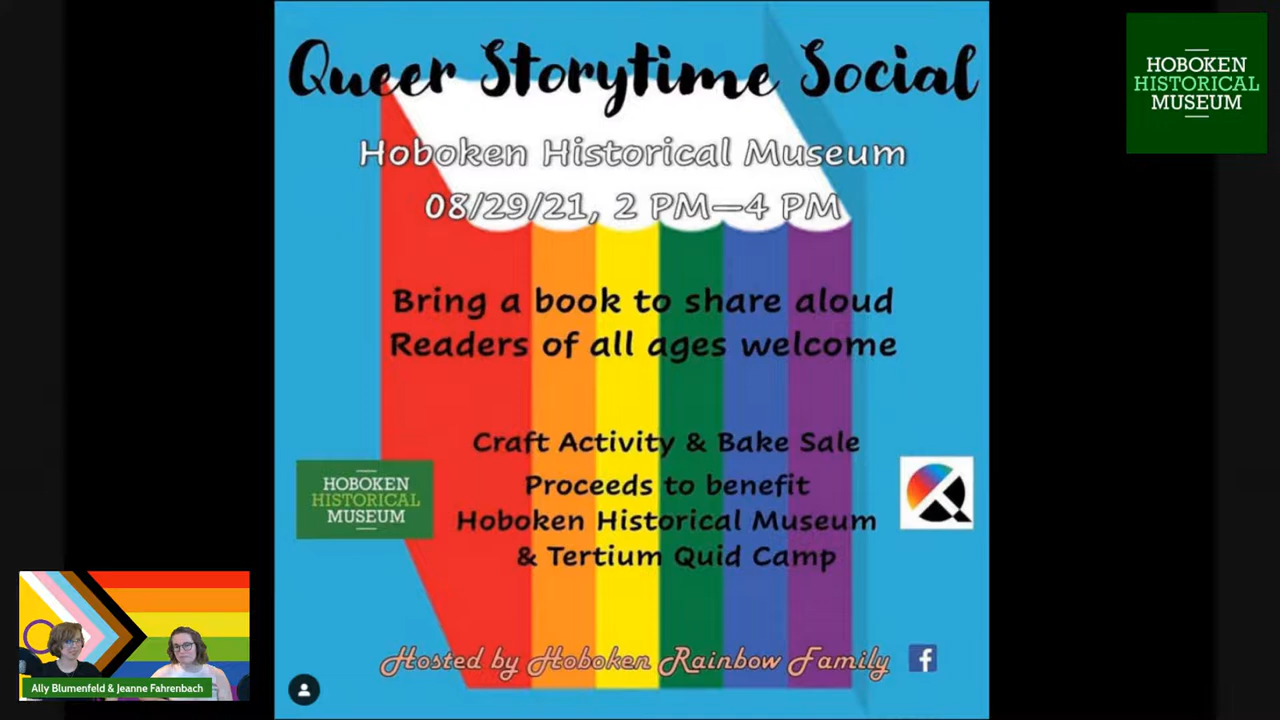 Queer Storytime Social
Hoboken Historical Museum
08/29/21, 2 PM—4 PM
Bring a book to share aloud
Readers of all ages welcome
Craft Activity & Bake Sale
Proceeds to benefit
Hoboken Historical Museum
& Tertium Quid Camp
HOBOKEN
HISTORICAL
MUSEUM
Hosted by Hoboken Rainbow Family
f
HOBOKEN
HISTORICAL
MUSEUM
Ally Blumenfeld & Jeanne Fahrenbach